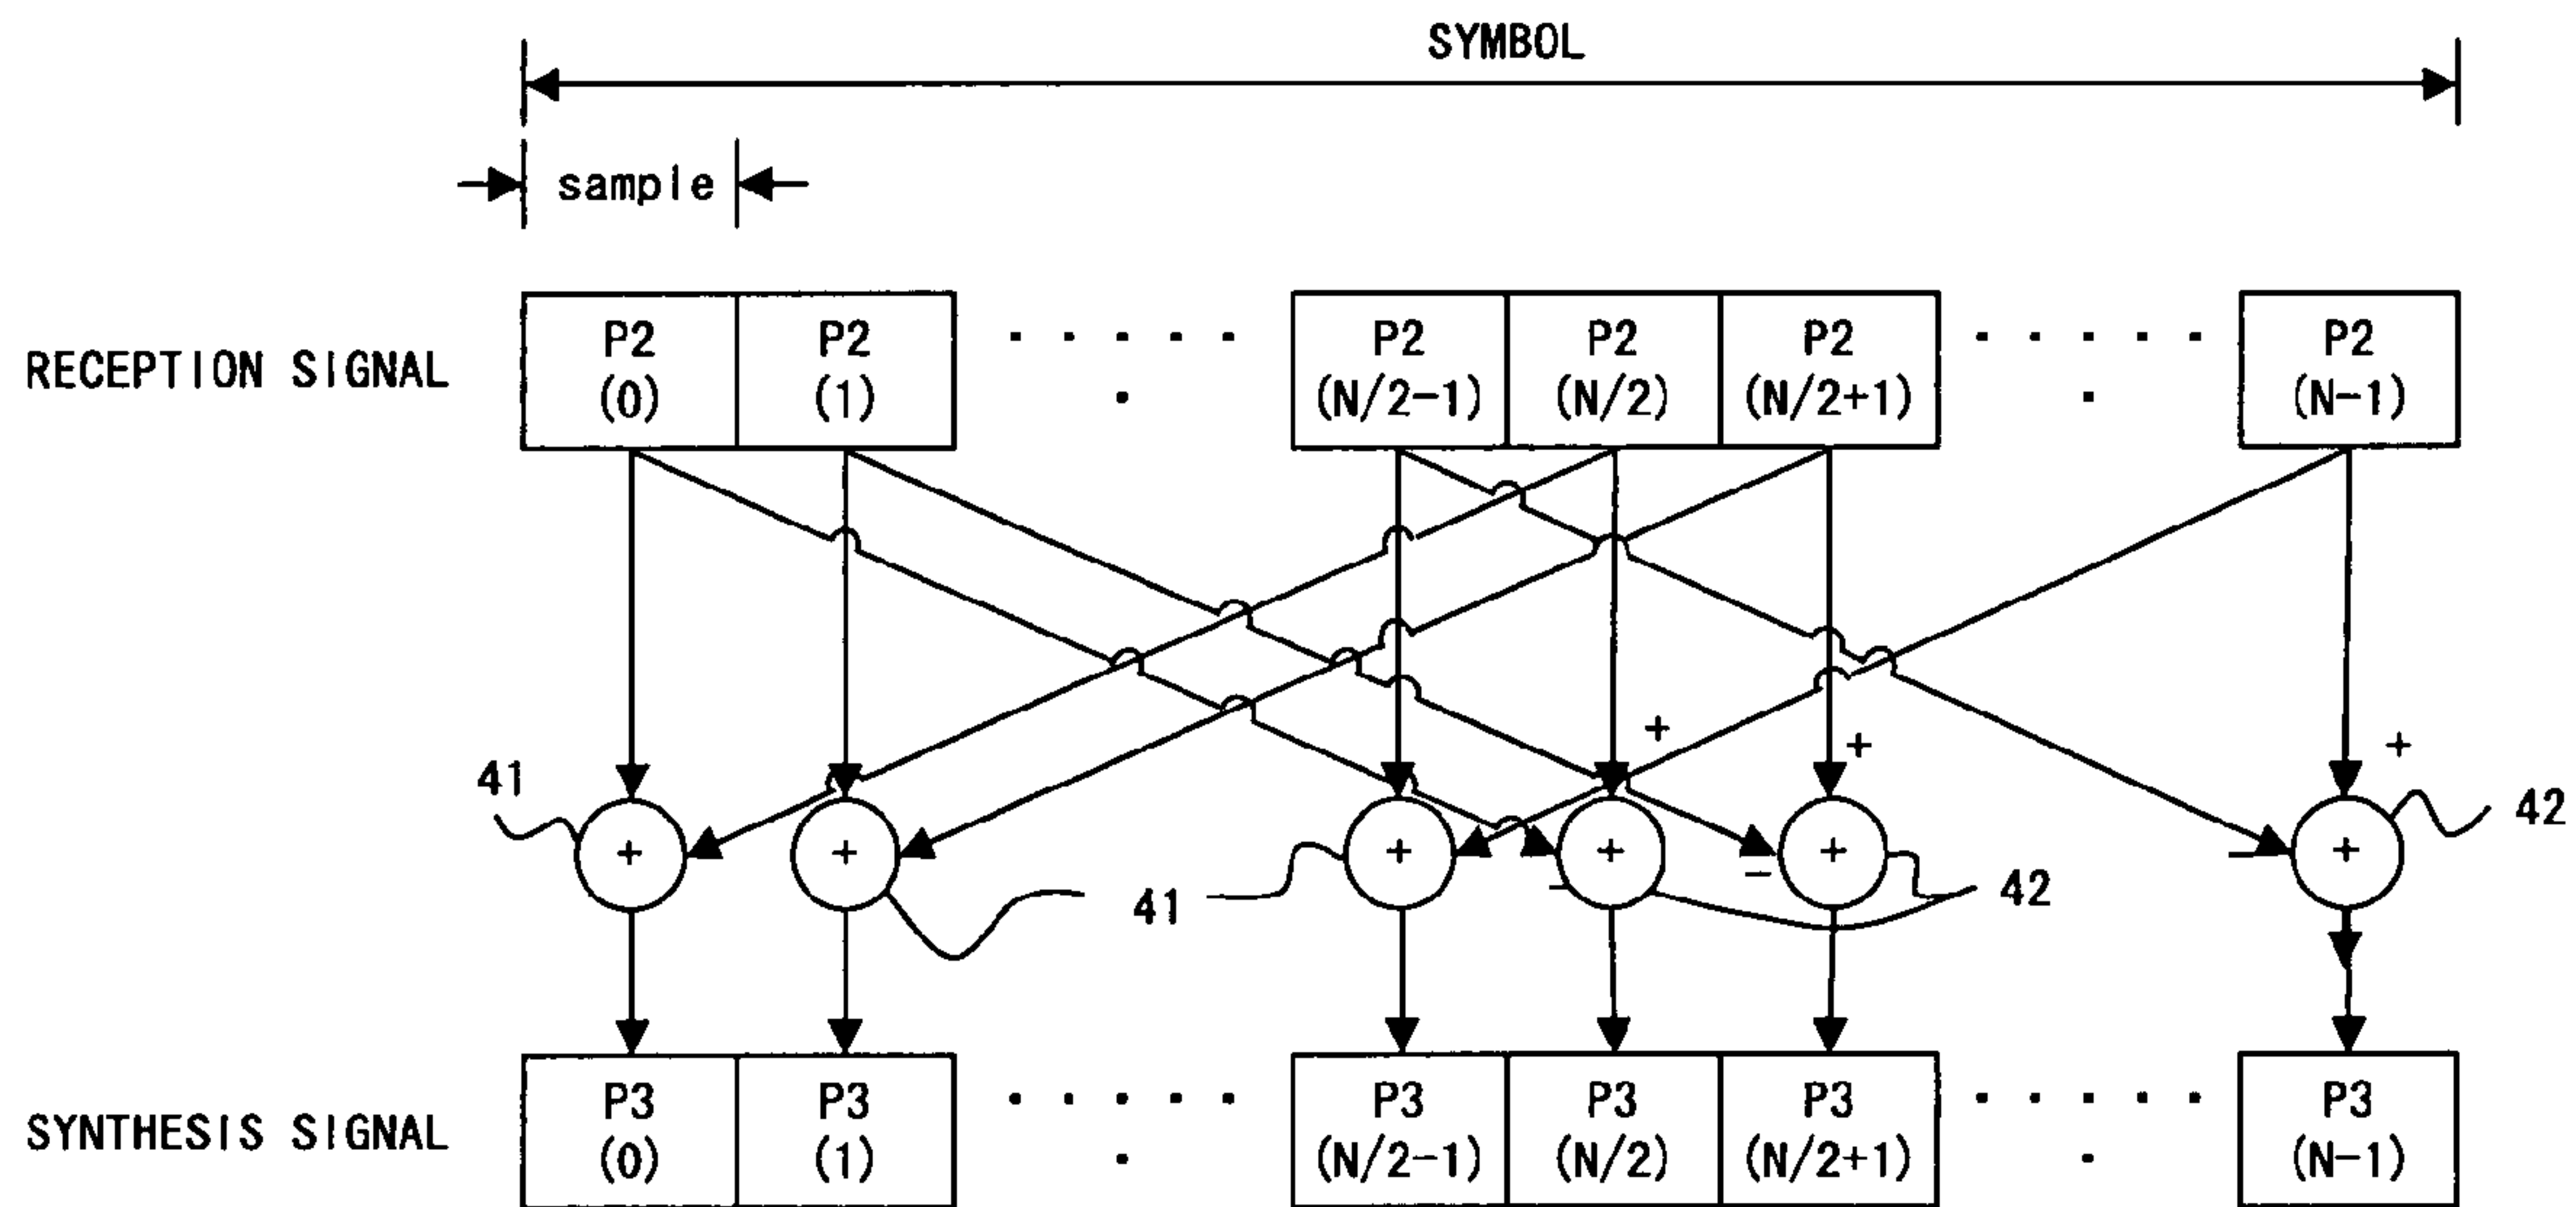 SYMBOL
sample
RECEPTION SIGNAL
P2 (0)
P2 (1)
· · · · ·
·
P2 (N/2-1)
P2 (N/2)
P2 (N/2+1)
· · · · ·
·
P2 (N-1)
+ + +
41
+ + + + + +
42
- - -
41
42
SYNTHESIS SIGNAL
P3 (0)
P3 (1)
· · · · ·
·
P3 (N/2-1)
P3 (N/2)
P3 (N/2+1)
· · · · ·
·
P3 (N-1)